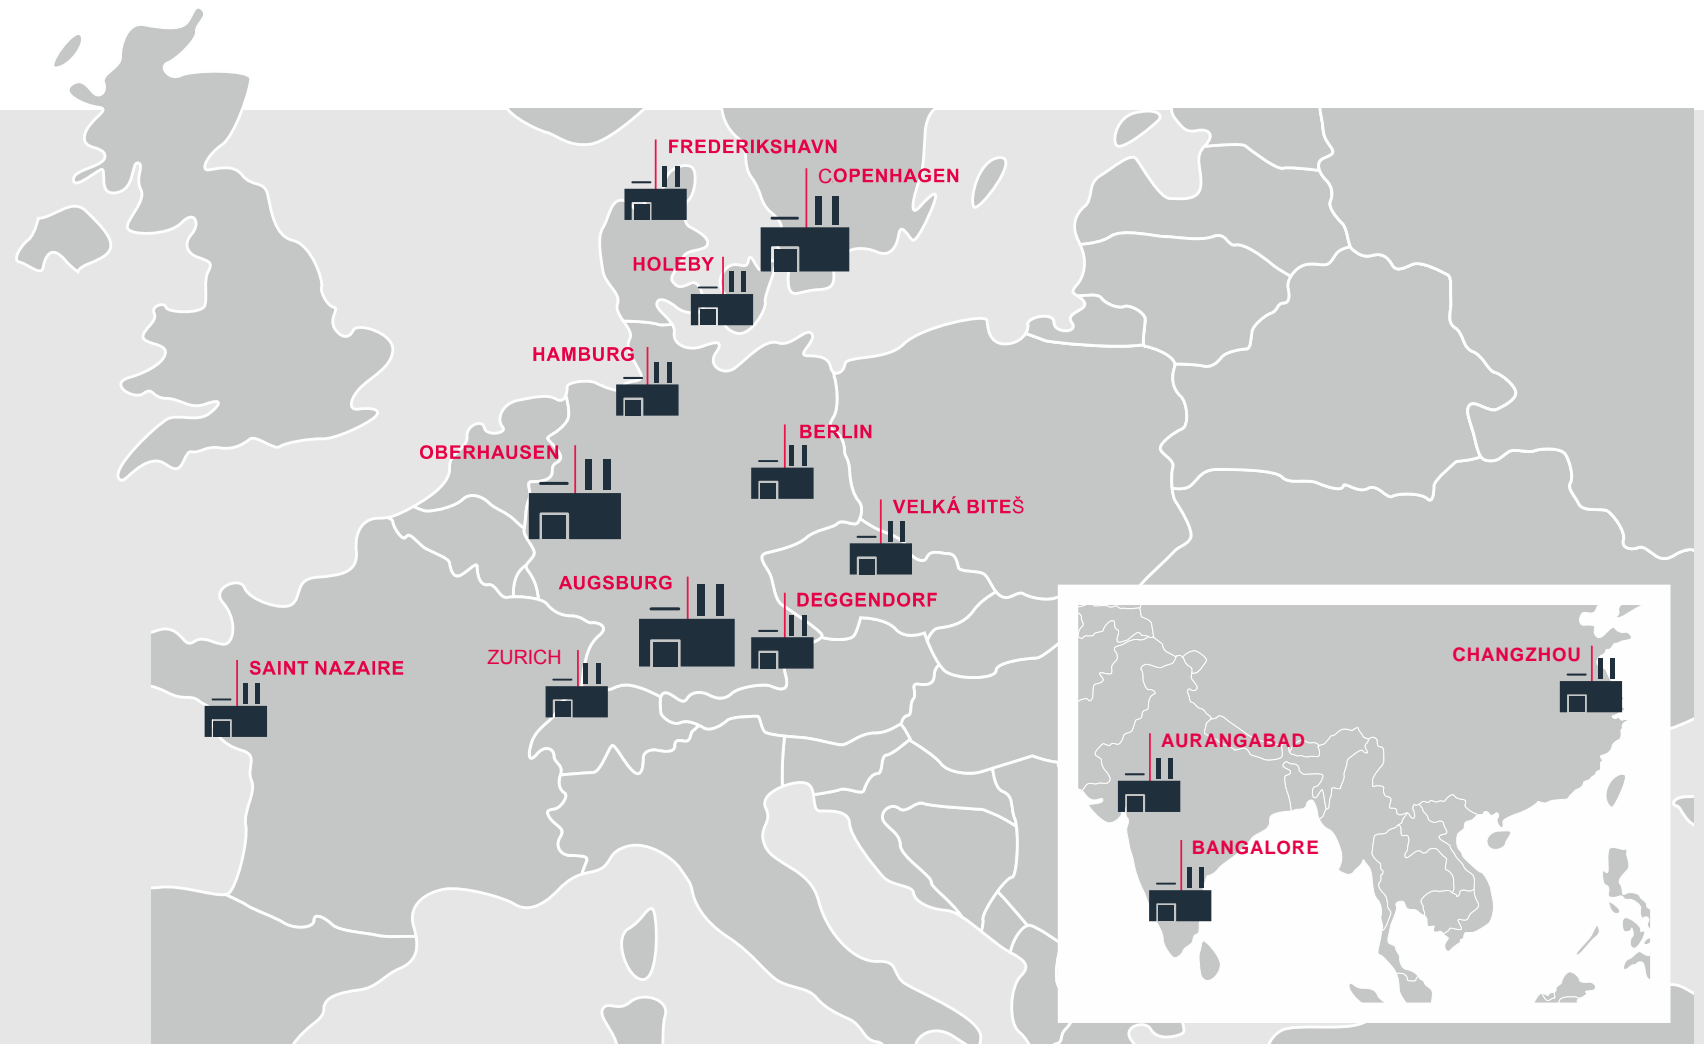 FREDERIKSHAVN
COPENHAGEN
HOLEBY
HAMBURG
BERLIN
OBERHAUSEN
VELKÁ BITEŠ
AUGSBURG
DEGGENDORF
ZURICH
SAINT NAZAIRE
CHANGZHOU
AURANGABAD
BANGALORE